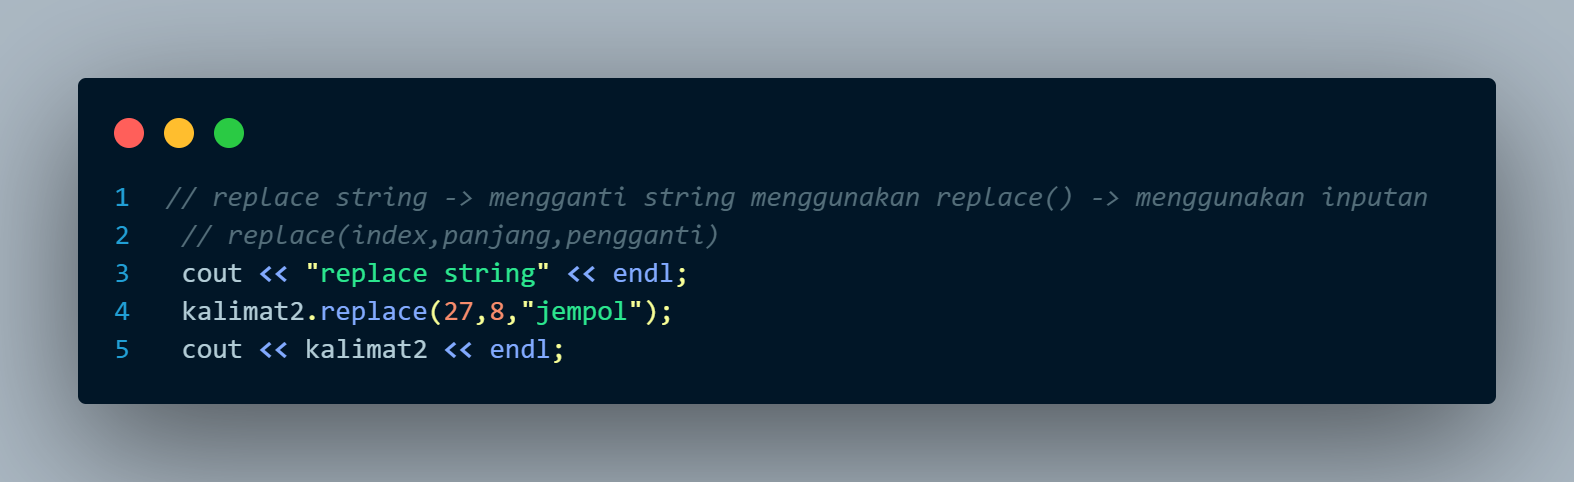 1 // replace string -> mengganti string menggunakan replace() -> menggunakan inputan
2 // replace(index,panjang,pengganti)
3 cout << "replace string" << endl;
4 kalimat2.replace(27,8,"jempol");
5 cout << kalimat2 << endl;